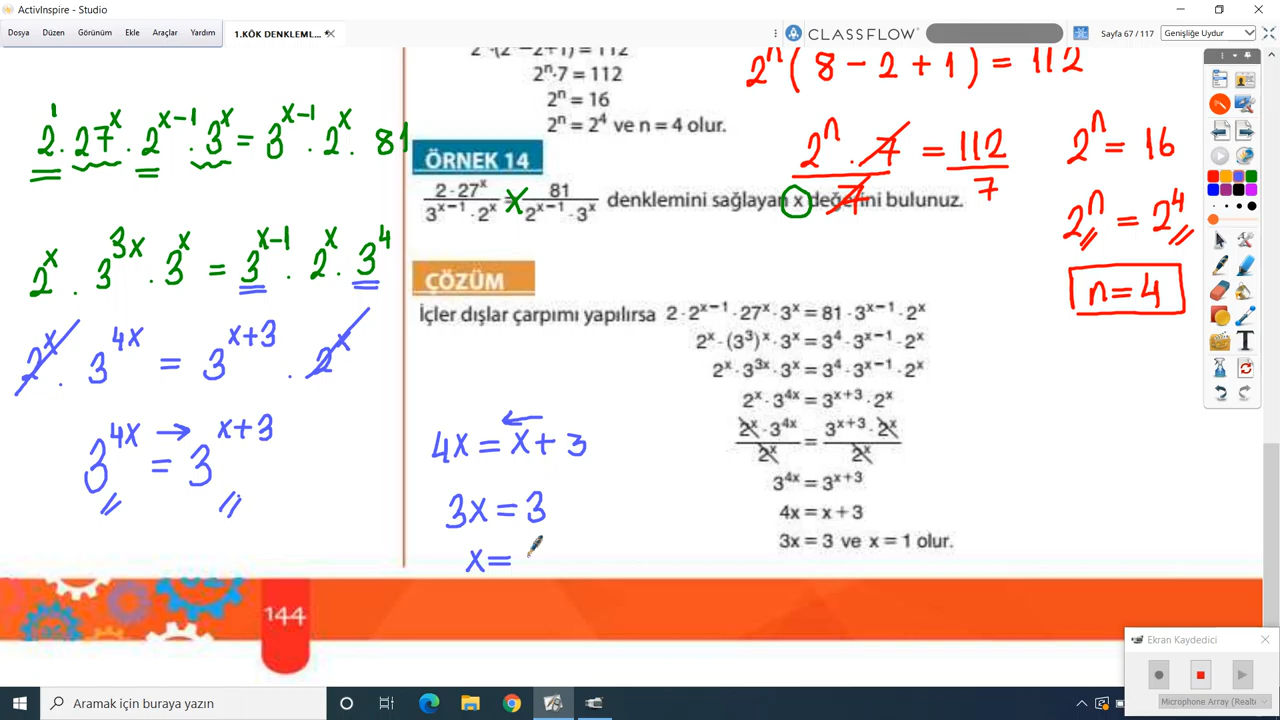 ActivInspire - Studio
Dosya Düzen Görünüm Ekle Araçlar Yardım
1.KÖK DENKLEML...
CLASSFLOW
Sayfa 67 / 117
Genişliğe Uydur
2ⁿ·7 = 112
2ⁿ = 16
2ⁿ = 2⁴ ve n = 4 olur.
2ⁿ(8 − 2 + 1) = 112
2ⁿ · 7 / 7 = 112 / 7
2ⁿ = 16
2ⁿ = 2⁴
n = 4
2¹ · 27ˣ · 2ˣ⁻¹ · 3ˣ = 3ˣ⁻¹ · 2ˣ · 81
2ˣ · 3³ˣ · 3ˣ = 3ˣ⁻¹ · 2ˣ · 3⁴
2ˣ · 3⁴ˣ = 3ˣ⁺³ · 2ˣ
3⁴ˣ = 3ˣ⁺³
ÖRNEK 14
2 · 27ˣ / 3ˣ⁻¹ · 2ˣ = 81 / 2ˣ⁻¹ · 3ˣ denklemini sağlayan x değerini bulunuz.
ÇÖZÜM
İçler dışlar çarpımı yapılırsa 2 · 2ˣ⁻¹ · 27ˣ · 3ˣ = 81 · 3ˣ⁻¹ · 2ˣ
2ˣ · (3³)ˣ · 3ˣ = 3⁴ · 3ˣ⁻¹ · 2ˣ
2ˣ · 3³ˣ · 3ˣ = 3⁴ · 3ˣ⁻¹ · 2ˣ
2ˣ · 3⁴ˣ = 3ˣ⁺³ · 2ˣ
2ˣ · 3⁴ˣ / 2ˣ = 3ˣ⁺³ · 2ˣ / 2ˣ
3⁴ˣ = 3ˣ⁺³
4x = x + 3
3x = 3 ve x = 1 olur.
4x = x + 3
3x = 3
x =
144
Ekran Kaydedici
Microphone Array (Realte
Aramak için buraya yazın